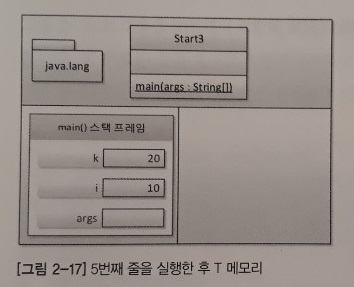 java.lang
Start3
main(args : String[])
main() 스택 프레임
k 20
i 10
args
[그림 2-17] 5번째 줄을 실행한 후 T 메모리